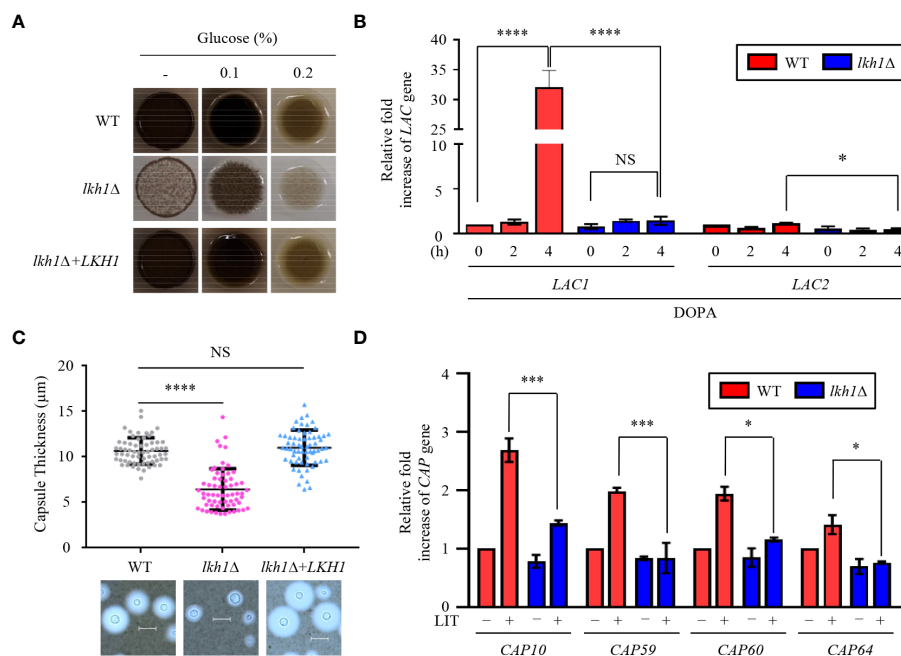 A
Glucose (%)
- 0.1 0.2
WT
lkh1Δ
lkh1Δ+LKH1
B
Relative fold
increase of LAC gene
40
35
30
25
20
15
10
5
0
**** ****
NS
*
WT lkh1Δ
(h) 0 2 4 0 2 4 0 2 4 0 2 4
LAC1 LAC2
DOPA
C
Capsule Thickness (μm)
20
15
10
5
0
NS
****
WT lkh1Δ lkh1Δ+LKH1
D
Relative fold
increase of CAP gene
4
3
2
1
0
*** *** * *
WT lkh1Δ
LIT − + − + − + − + − + − + − + − +
CAP10 CAP59 CAP60 CAP64